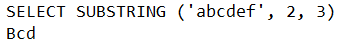 SELECT SUBSTRING ('abcdef', 2, 3)
Bcd